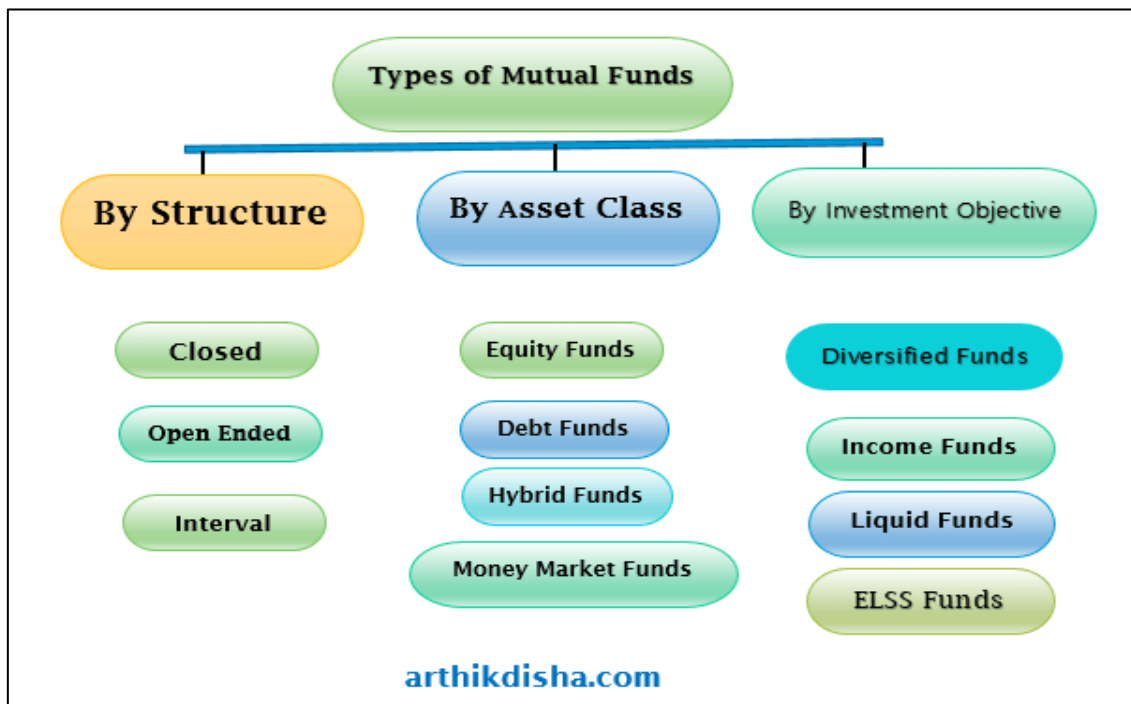 Types of Mutual Funds
By Structure
By Asset Class
By Investment Objective
Closed
Open Ended
Interval
Equity Funds
Debt Funds
Hybrid Funds
Money Market Funds
Diversified Funds
Income Funds
Liquid Funds
ELSS Funds
arthikdisha.com